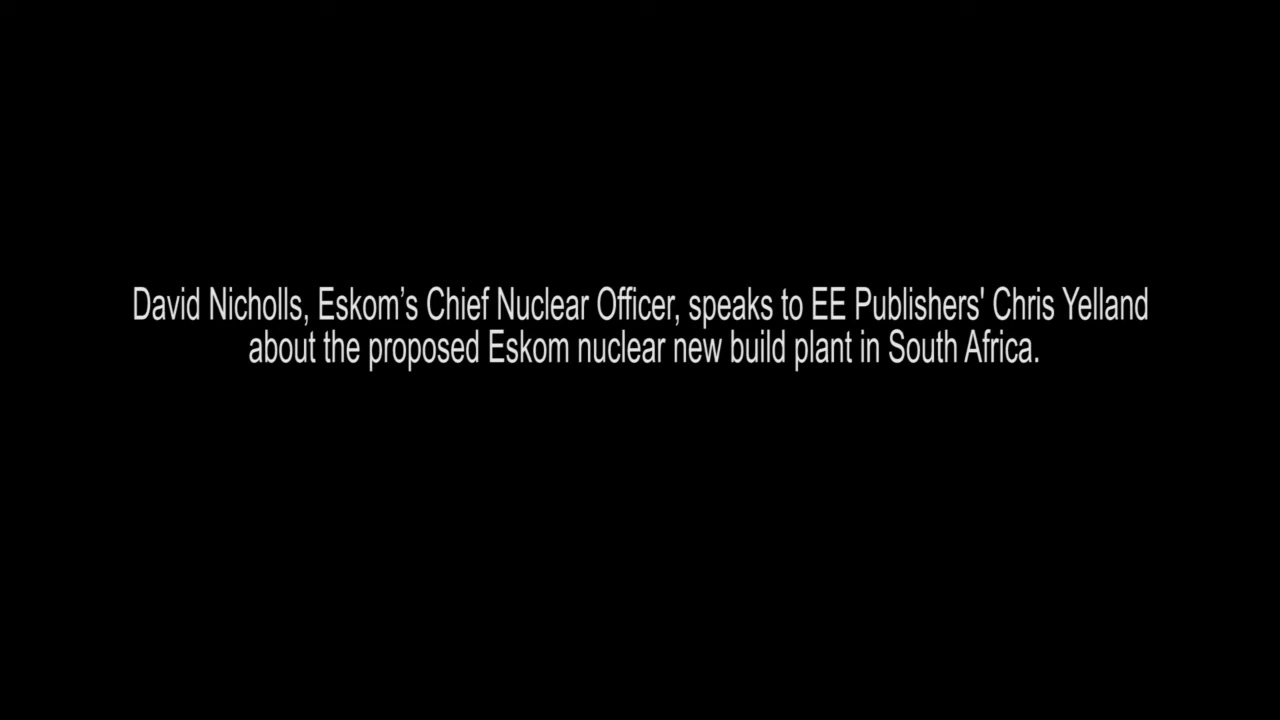 David Nicholls, Eskom’s Chief Nuclear Officer, speaks to EE Publishers' Chris Yelland
about the proposed Eskom nuclear new build plant in South Africa.